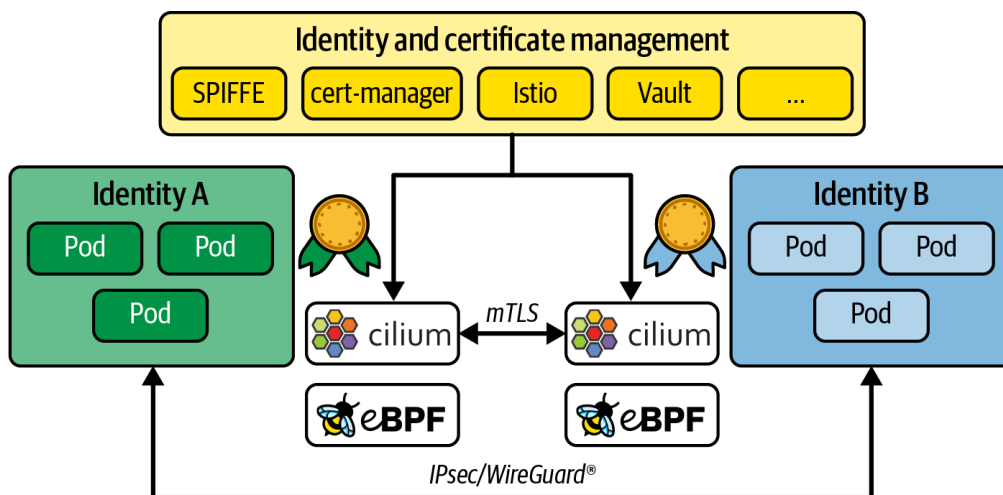 Identity and certificate management
SPIFFE
cert-manager
Istio
Vault
...
Identity A
Pod
Pod
Pod
Identity B
Pod
Pod
Pod
cilium
mTLS
cilium
eBPF
eBPF
IPsec/WireGuard®